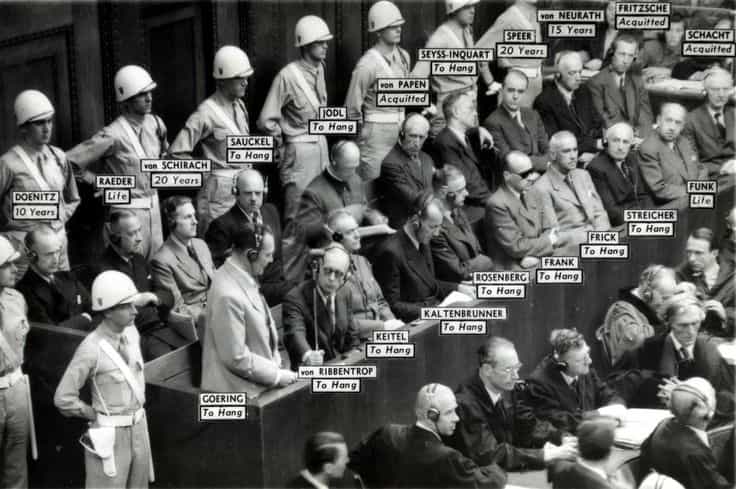 FRITZSCHE
Acquitted
von NEURATH
15 Years
SCHACHT
Acquitted
SPEER
20 Years
SEYSS-INQUART
To Hang
von PAPEN
Acquitted
JODL
To Hang
SAUCKEL
To Hang
von SCHIRACH
20 Years
RAEDER
Life
DOENITZ
10 Years
FUNK
Life
STREICHER
To Hang
FRICK
To Hang
FRANK
To Hang
ROSENBERG
To Hang
KALTENBRUNNER
To Hang
KEITEL
To Hang
von RIBBENTROP
To Hang
GOERING
To Hang